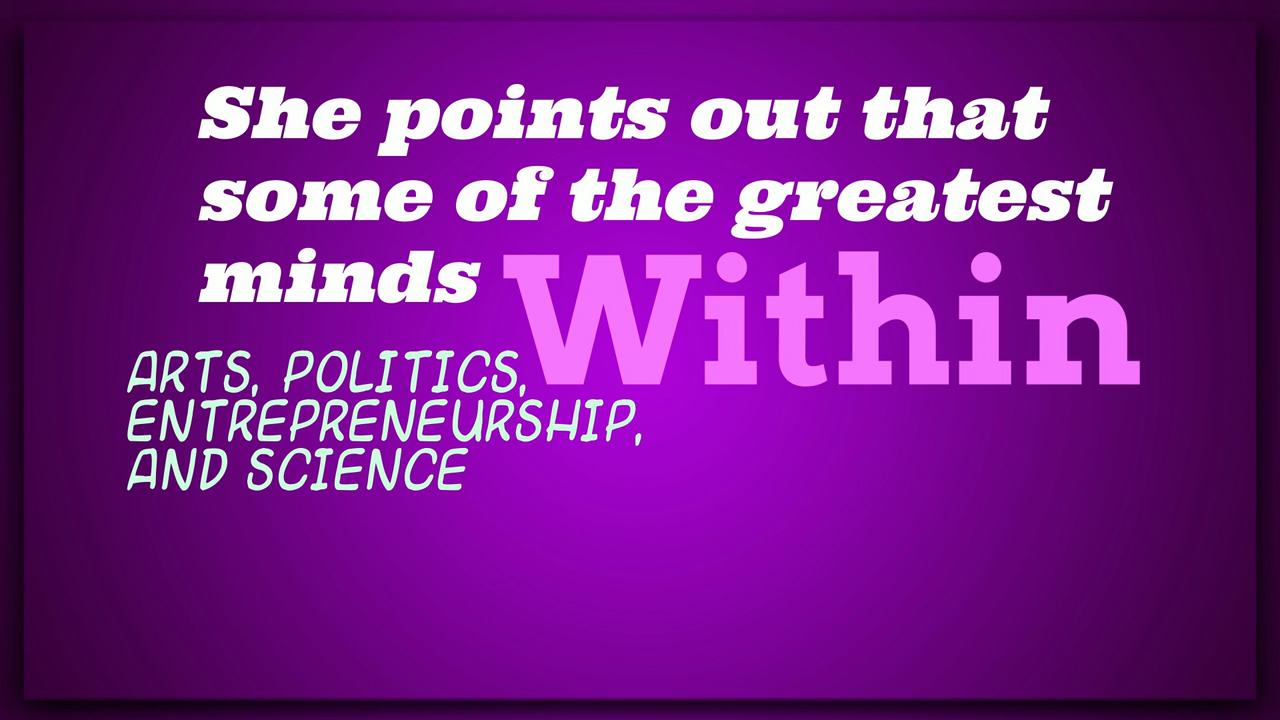 She points out that
some of the greatest
minds Within
ARTS, POLITICS,
ENTREPRENEURSHIP,
AND SCIENCE